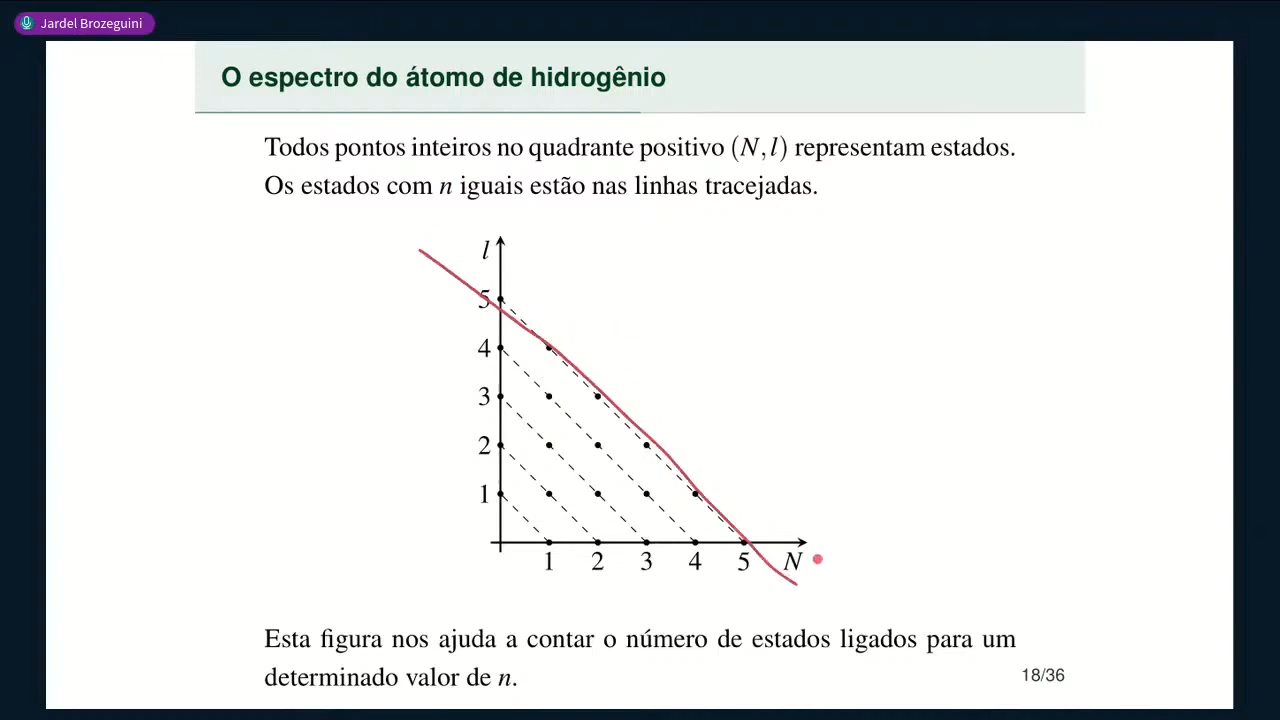 Jardel Brozeguini
O espectro do átomo de hidrogênio
Todos pontos inteiros no quadrante positivo (N, l) representam estados.
Os estados com n iguais estão nas linhas tracejadas.
l
5
4
3
2
1
1 2 3 4 5 N
Esta figura nos ajuda a contar o número de estados ligados para um
determinado valor de n.
18/36